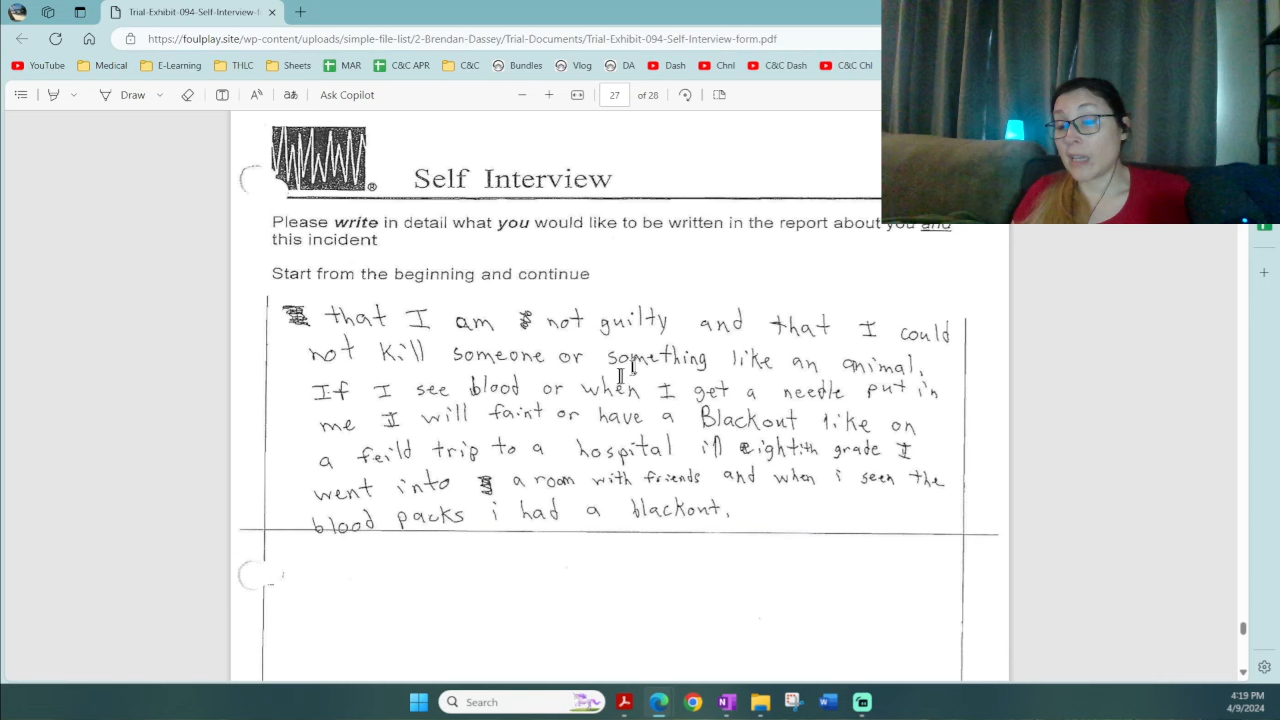 Trial-Exhibit-094-Self-Interview-f
https://foulplay.site/wp-content/uploads/simple-file-list/2-Brendan-Dassey/Trial-Documents/Trial-Exhibit-094-Self-Interview-form.pdf
YouTube Medical E-Learning THLC Sheets MAR C&C APR C&C Bundles Vlog DA Dash Chnl C&C Dash C&C Chl
Draw Ask Copilot 27 of 28
®
Self Interview
Please write in detail what you would like to be written in the report about you and
this incident
Start from the beginning and continue
that I am not guilty and that I could
not kill someone or something like an animal.
If I see blood or when I get a needle put in
me I will faint or have a Blackout like on
a feild trip to a hospital in eightith grade I
went into a room with friends and when i seen the
blood packs i had a blackout.
Search
4:19 PM
4/9/2024